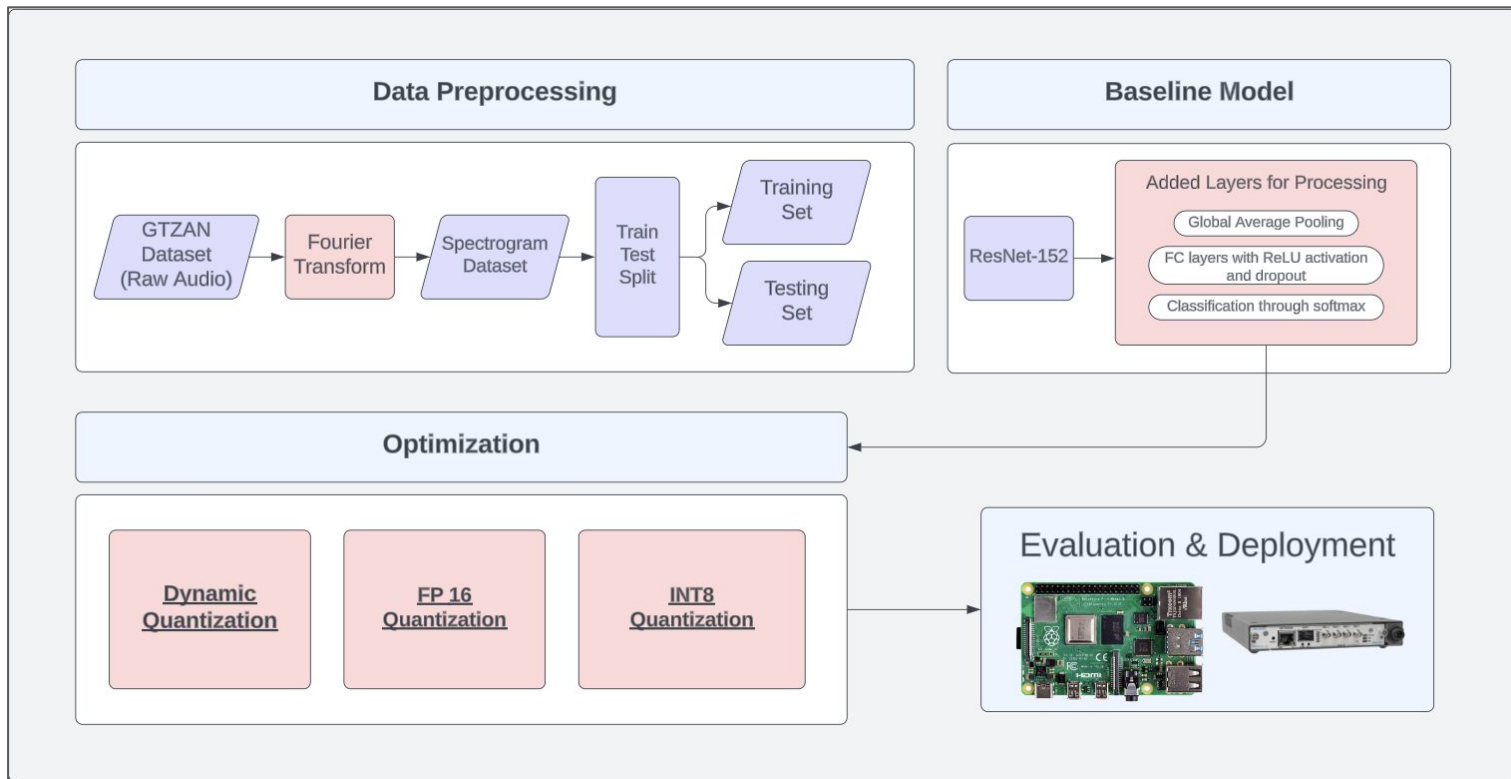 Data Preprocessing
Baseline Model
GTZAN
Dataset
(Raw Audio)
Fourier
Transform
Spectrogram
Dataset
Train
Test
Split
Training
Set
Testing
Set
ResNet-152
Added Layers for Processing
Global Average Pooling
FC layers with ReLU activation
and dropout
Classification through softmax
Optimization
Dynamic
Quantization
FP 16
Quantization
INT8
Quantization
Evaluation & Deployment
HDMI